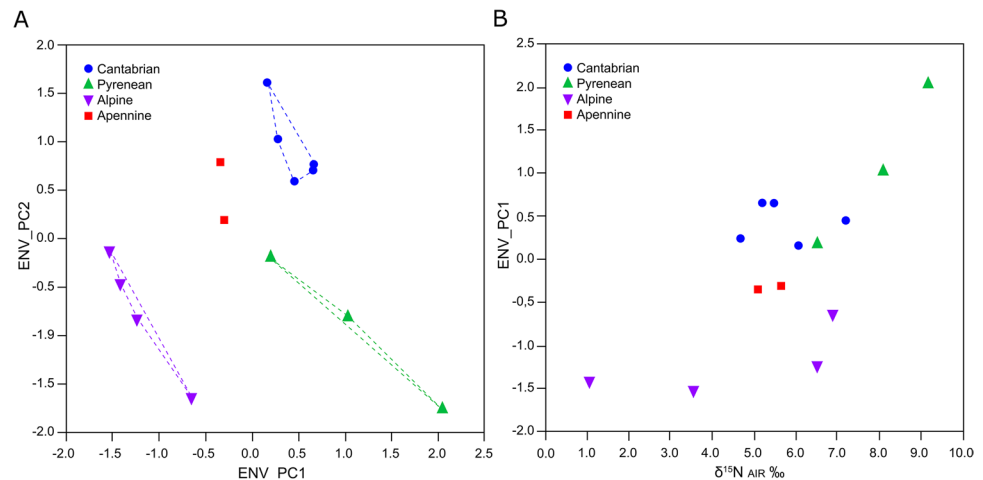 A
2.0
1.5
1.0
0.5
0.0
-0.5
-1.9
-1.5
-2.0
ENV_PC2
Cantabrian
Pyrenean
Alpine
Apennine
-2.0 -1.5 -1.0 -0.5 0.0 0.5 1.0 1.5 2.0 2.5
ENV_PC1
B
2.5
2.0
1.5
1.0
0.5
0.0
-0.5
-1.0
-1.5
-2.0
ENV_PC1
Cantabrian
Pyrenean
Alpine
Apennine
0.0 1.0 2.0 3.0 4.0 5.0 6.0 7.0 8.0 9.0 10.0
δ¹⁵N AIR ‰